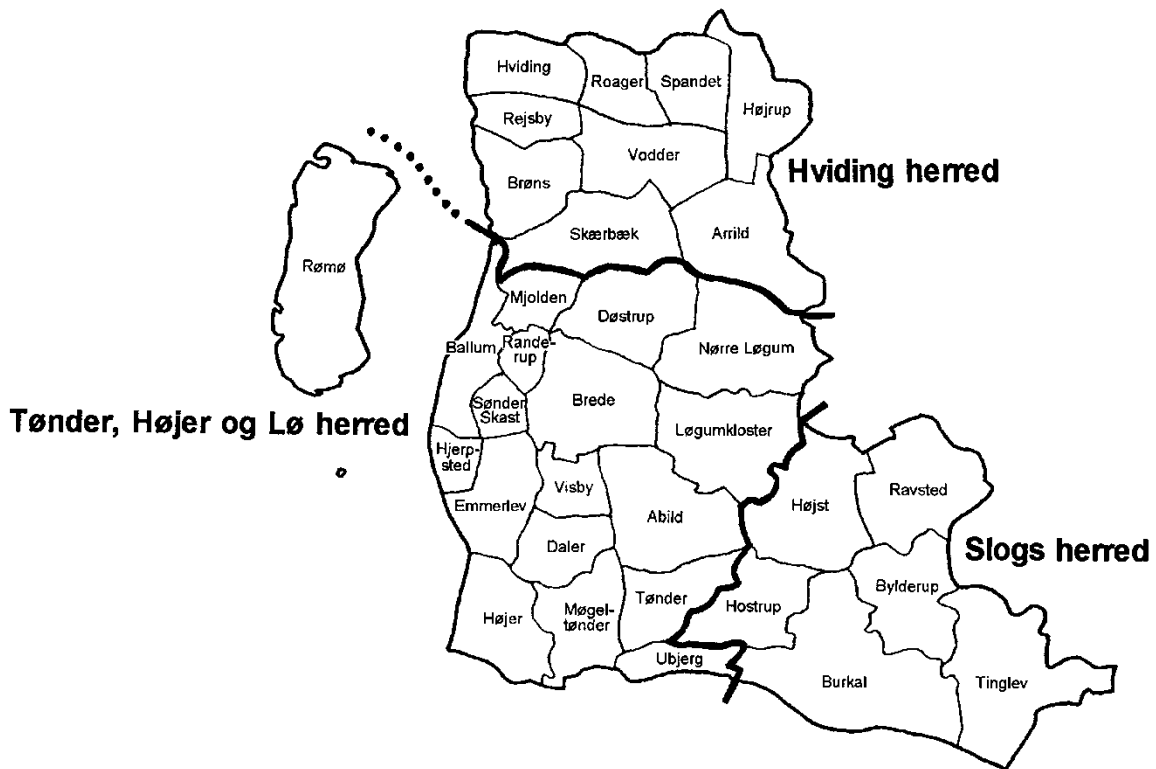 Hviding
Roager
Spandet
Højrup
Rejsby
Vodder
Hviding herred
Brøns
Skærbæk
Arrild
Rømø
Mjolden
Døstrup
Nørre Løgum
Ballum
Rande-
rup
Sønder
Skast
Brede
Tønder, Højer og Lø herred
Løgumkloster
Hjerp-
sted
Visby
Emmerlev
Abild
Højst
Ravsted
Daler
Slogs herred
Bylderup
Højer
Møgel-
tønder
Tønder
Hostrup
Ubjerg
Burkal
Tinglev